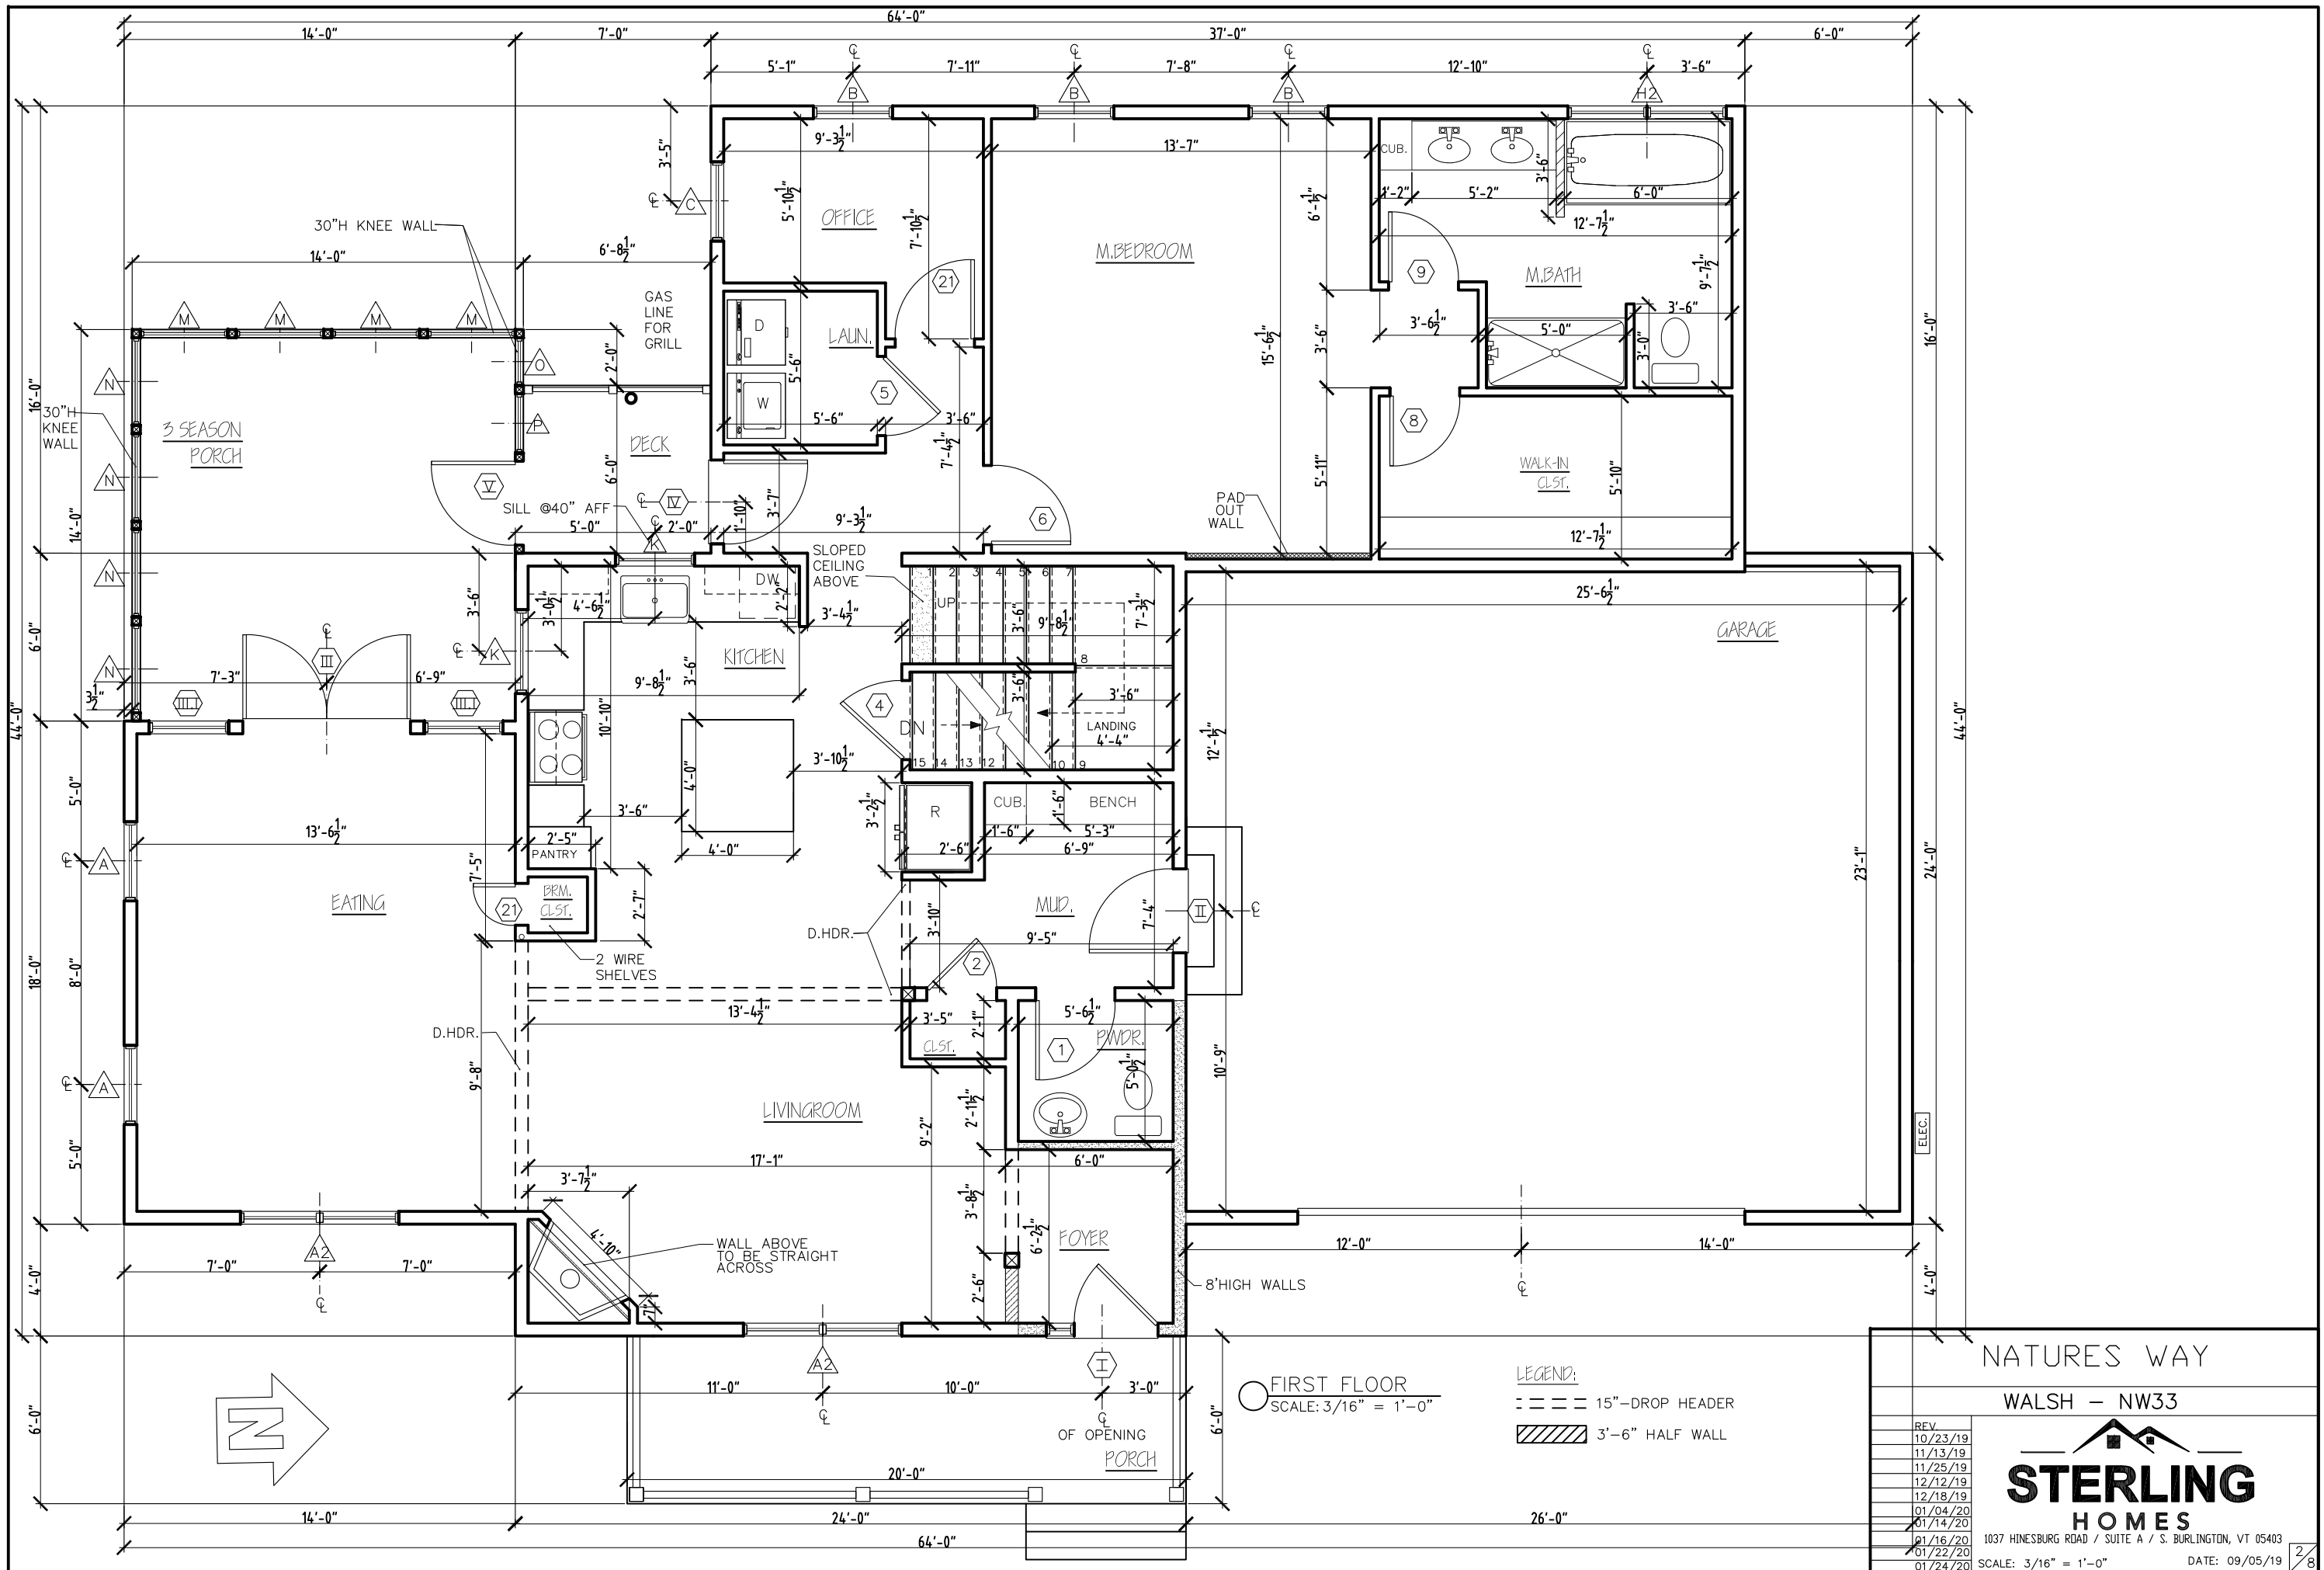 64'-0"
14'-0" 7'-0" 37'-0" 6'-0"
5'-1" 7'-11" 7'-8" 12'-10" 3'-6"
B B B H2
3'-5"
9'-3 1/2"
13'-7"
CUB.
3'-6"
1'-2" 5'-2" 6'-0"
5'-10 1/2"
7'-10 1/2"
6'-1 1/2"
C
OFFICE
12'-7 1/2"
30"H KNEE WALL
14'-0"
6'-8 1/2"
M.BEDROOM
9
M.BATH
9'-7 1/2"
21
GAS
LINE
FOR
GRILL
M M M M
D
LAUN.
3'-6"
3'-6 1/2"
5'-0"
3'-0"
16'-0"
O
2'-0"
5'-6"
15'-6 1/2"
3'-6"
N
30"H
KNEE
WALL
16'-0"
W
5
P
5'-6" 3'-6"
8
3 SEASON
PORCH
DECK
7'-4 1/2"
WALK-IN
CLST.
5'-10"
5'-11"
N
V
6'-0"
IV
3'-7"
1'-10"
PAD
OUT
WALL
SILL @40" AFF
6
14'-0"
5'-0" 2'-0"
9'-3 1/2"
12'-7 1/2"
K
N
SLOPED
CEILING
ABOVE
1 2 3 4 5 6 7
DW
UP
3'-6"
3'-0 1/2"
4'-6 1/2"
2'-2"
3'-4 1/2"
3'-6"
9'-8 1/2"
7'-3 1/2"
25'-6 1/2"
GARAGE
6'-0"
III
K
KITCHEN
8
N
7'-3" 6'-9"
9'-8 1/2"
3'-6"
3'-6"
3'-6"
3 1/2"
III.I III.I
4
DN
LANDING
4'-4"
44'-0"
44'-0"
10'-10"
3'-10 1/2"
15 14 13 12 10 9
12'-1 1/2"
5'-0"
4'-0"
3'-2 1/2"
R
CUB.
1'-6"
BENCH
3'-6"
13'-6 1/2"
2'-5"
PANTRY
4'-0"
2'-6"
1'-6" 5'-3"
6'-9"
A
7'-5"
23'-1"
24'-0"
EATING
21
BRM.
CLST.
2'-7"
MUD.
7'-4"
II
3'-10"
9'-5"
D.HDR.
2 WIRE
SHELVES
2
18'-0"
8'-0"
13'-4 1/2"
3'-5"
2'-1"
5'-6 1/2"
D.HDR.
CLST.
1
PWDR.
10'-9"
9'-8"
A
5'-0 1/2"
LIVINGROOM
2'-11 1/2"
9'-2"
ELEC.
5'-0"
17'-1" 6'-0"
3'-7 1/2"
3'-8 1/2"
6'-2 1/2"
FOYER
4'-10"
WALL ABOVE
TO BE STRAIGHT
ACROSS
A2
12'-0" 14'-0"
7'-0" 7'-0"
8'HIGH WALLS
2'-6"
4'-0"
7"
4'-0"
A2
I
11'-0" 10'-0" 3'-0"
OF OPENING
PORCH
6'-0"
6'-0"
N
20'-0"
14'-0" 24'-0" 26'-0"
64'-0"
FIRST FLOOR
SCALE: 3/16" = 1'-0"
LEGEND:
15"-DROP HEADER
3'-6" HALF WALL
NATURES WAY
WALSH - NW33
REV.
10/23/19
11/13/19
11/25/19
12/12/19
12/18/19
01/04/20
01/14/20
01/16/20
01/22/20
01/24/20
STERLING
HOMES
1037 HINESBURG ROAD / SUITE A / S. BURLINGTON, VT 05403
SCALE: 3/16" = 1'-0" DATE: 09/05/19 2/8